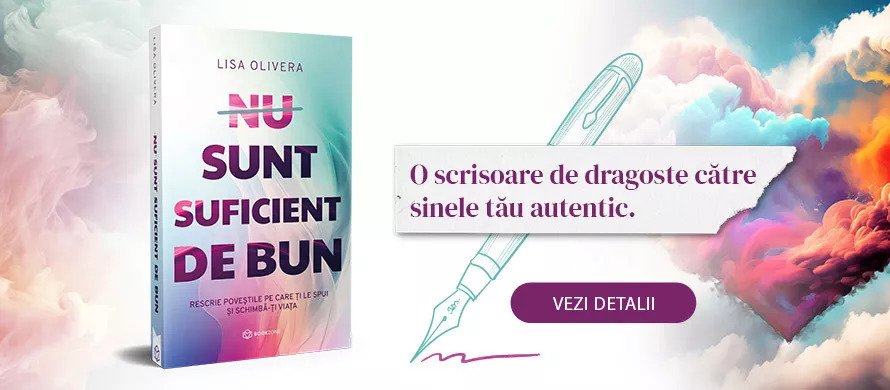 LISA OLIVERA
NU
SUNT
SUFICIENT
DE BUN
RESCRIE POVEȘTILE PE CARE ȚI LE SPUI
ȘI SCHIMBĂ-ȚI VIAȚA
BOOKZONE
LISA OLIVERA
NU SUNT SUFICIENT DE BUN
O scrisoare de dragoste către
sinele tău autentic.
VEZI DETALII